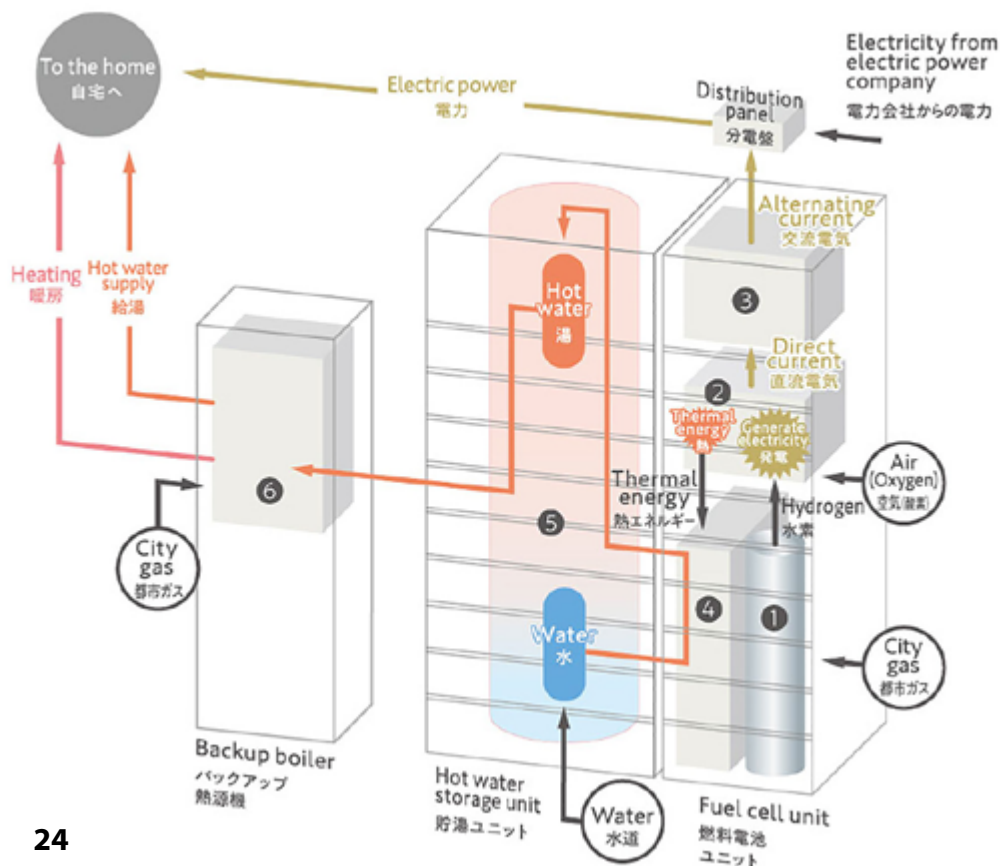 To the home
自宅へ
Electric power
電力
Electricity from
electric power
company
電力会社からの電力
Distribution
panel
分電盤
Alternating
current
交流電気
Heating
暖房
Hot water
supply
給湯
Hot
water
湯
3
Direct
current
直流電気
2
Thermal
energy
熱
Generate
electricity
発電
Air
(Oxygen)
空気(酸素)
Thermal
energy
熱エネルギー
Hydrogen
水素
6
5
City
gas
都市ガス
4
1
Water
水
City
gas
都市ガス
Backup boiler
バックアップ
熱源機
Hot water
storage unit
貯湯ユニット
Water
水道
Fuel cell unit
燃料電池
ユニット
24